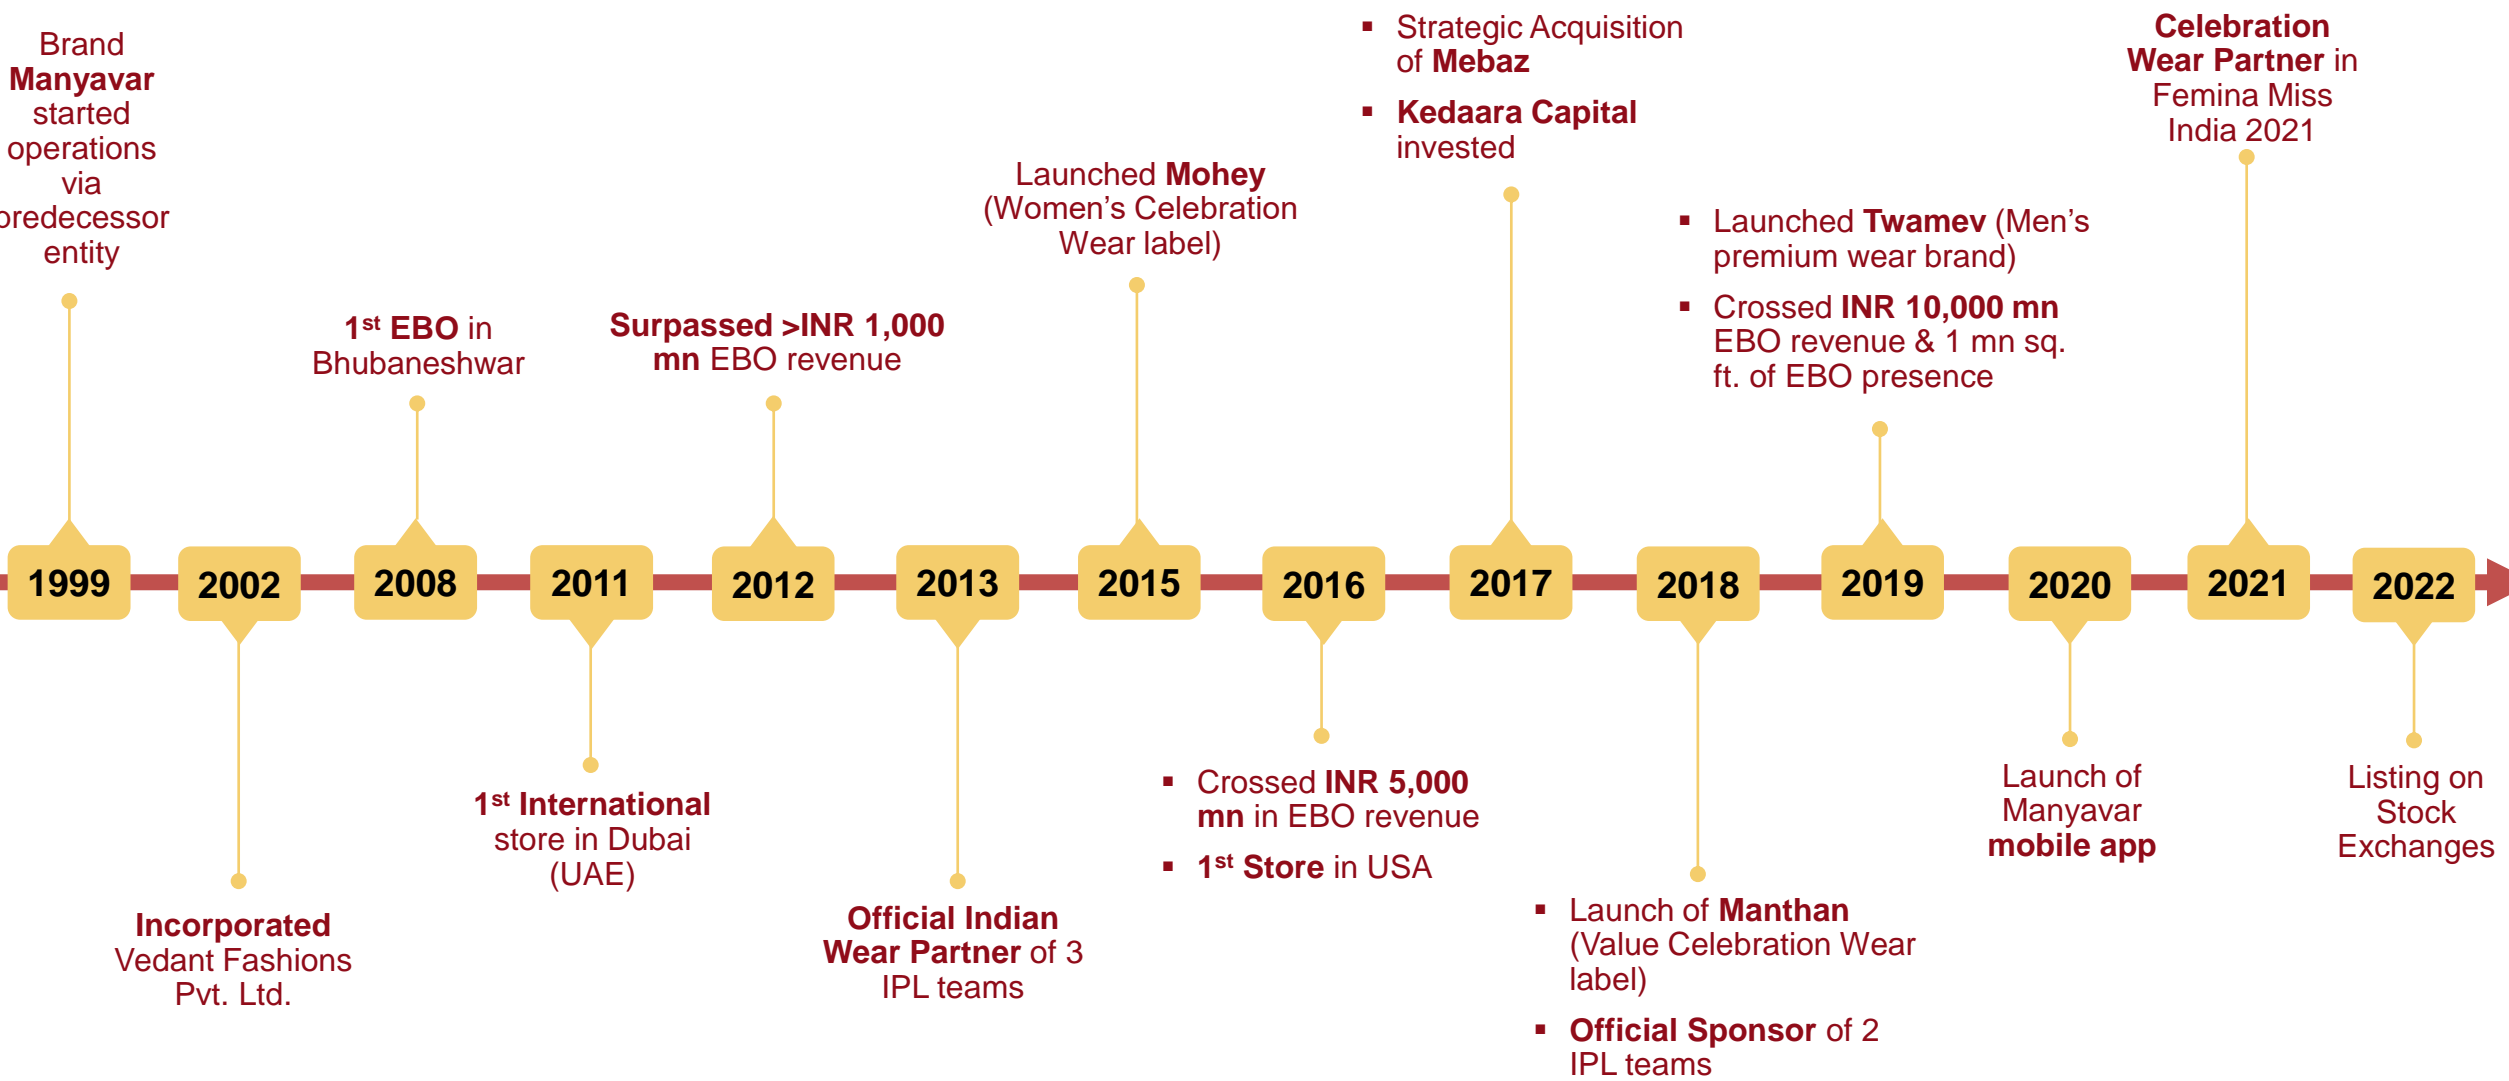 Brand
Manyavar
started
operations
via
predecessor
entity
1st EBO in
Bhubaneshwar
Surpassed >INR 1,000
mn EBO revenue
Launched Mohey
(Women's Celebration
Wear label)
▪ Strategic Acquisition
of Mebaz
▪ Kedaara Capital
invested
▪ Launched Twamev (Men's
premium wear brand)
▪ Crossed INR 10,000 mn
EBO revenue & 1 mn sq.
ft. of EBO presence
Celebration
Wear Partner in
Femina Miss
India 2021
1999
2002
2008
2011
2012
2013
2015
2016
2017
2018
2019
2020
2021
2022
Incorporated
Vedant Fashions
Pvt. Ltd.
1st International
store in Dubai
(UAE)
Official Indian
Wear Partner of 3
IPL teams
▪ Crossed INR 5,000
mn in EBO revenue
▪ 1st Store in USA
▪ Launch of Manthan
(Value Celebration Wear
label)
▪ Official Sponsor of 2
IPL teams
Launch of
Manyavar
mobile app
Listing on
Stock
Exchanges